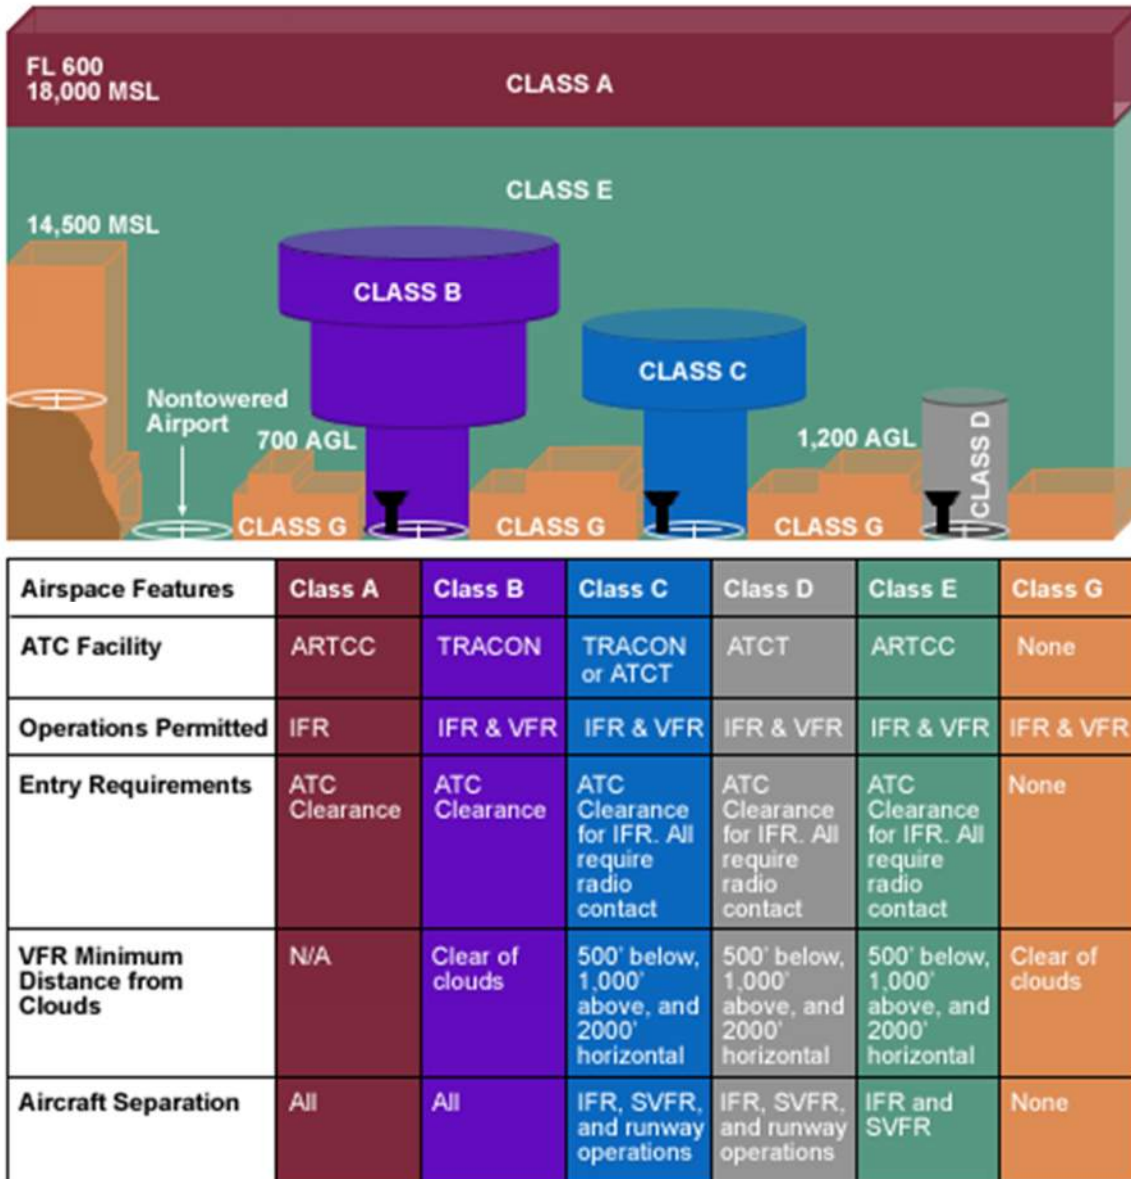 FL 600
18,000 MSL
CLASS A
CLASS E
14,500 MSL
CLASS B
CLASS C
Nontowered
Airport
700 AGL
1,200 AGL
CLASS D
CLASS G
CLASS G
CLASS G
Airspace Features Class A Class B Class C Class D Class E Class G
ATC Facility ARTCC TRACON TRACON
or ATCT ATCT ARTCC None
Operations Permitted IFR IFR & VFR IFR & VFR IFR & VFR IFR & VFR IFR & VFR
Entry Requirements
ATC
Clearance
ATC
Clearance
ATC
Clearance
for IFR. All
require
radio
contact
ATC
Clearance
for IFR. All
require
radio
contact
ATC
Clearance
for IFR. All
require
radio
contact
None
VFR Minimum
Distance from
Clouds
N/A
Clear of
clouds
500' below,
1,000'
above, and
2000'
horizontal
500' below,
1,000'
above, and
2000'
horizontal
500' below,
1,000'
above, and
2000'
horizontal
Clear of
clouds
Aircraft Separation
All
All
IFR, SVFR,
and runway
operations
IFR, SVFR,
and runway
operations
IFR and
SVFR
None